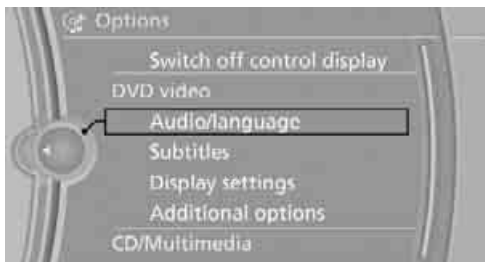 Options
Switch off control display
DVD video
Audio/language
Subtitles
Display settings
Additional options
CD/Multimedia